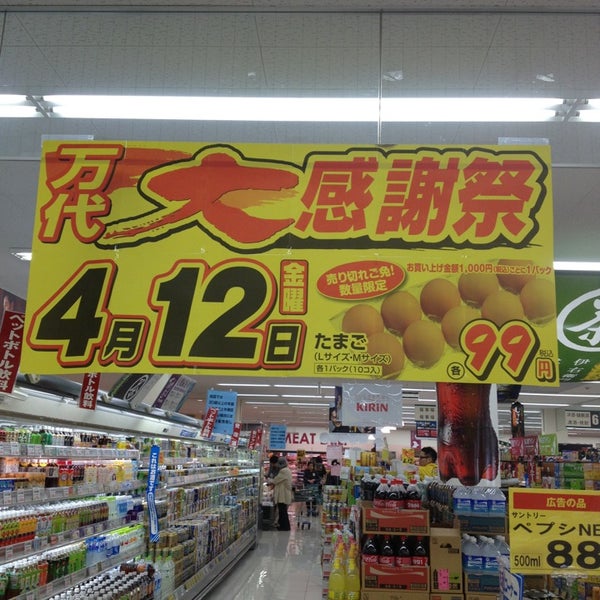 万代
大感謝祭
4月12日
金曜
売り切れご免!
数量限定
お買い上げ金額1,000円(税込)ごとに1パック
たまご
(Lサイズ・Mサイズ)
各1パック(10コ入)
各99円
税込
ペットボトル飲料
KIRIN
MEAT
広告の品
サントリー
ペプシNE
500ml
88